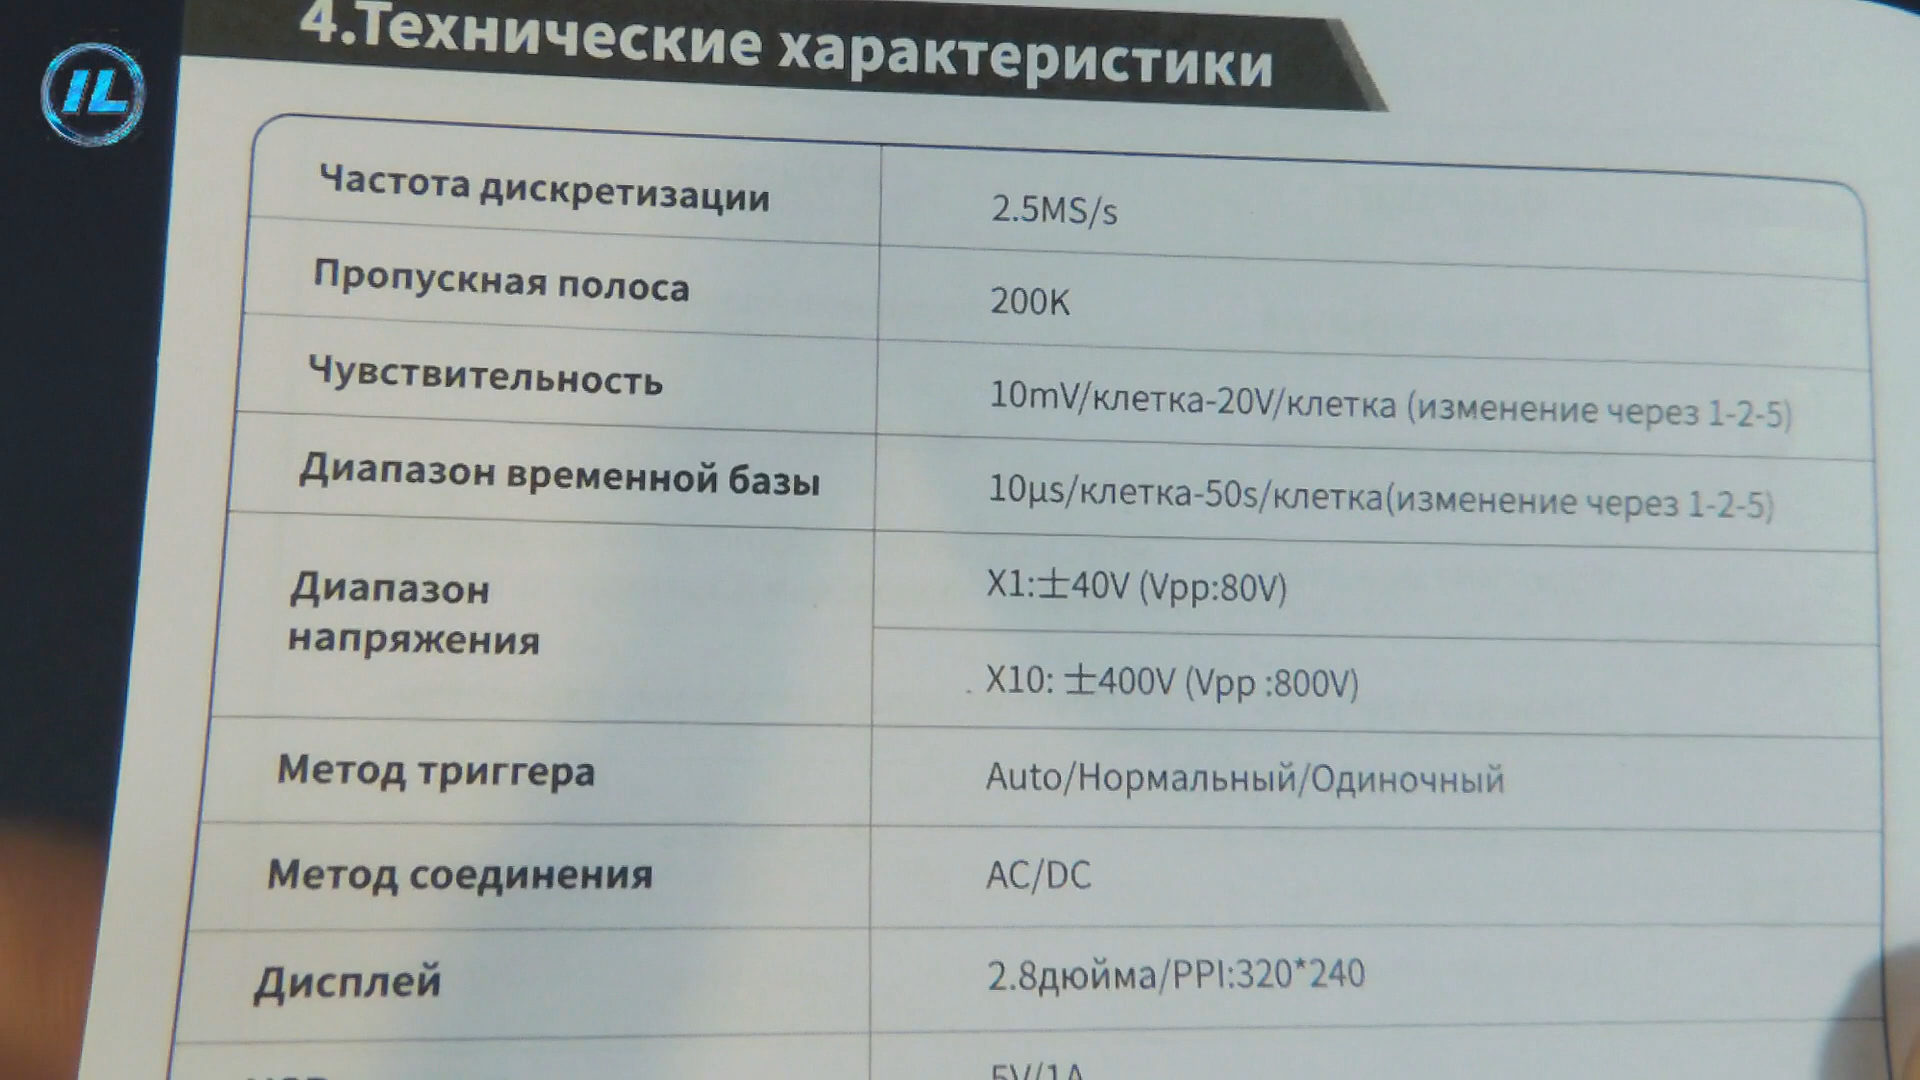 IL
4.Технические характеристики
Частота дискретизации
2.5MS/s
Пропускная полоса
200K
Чувствительность
10mV/клетка-20V/клетка (изменение через 1-2-5)
Диапазон временной базы
10µs/клетка-50s/клетка(изменение через 1-2-5)
Диапазон
напряжения
X1:±40V (Vpp:80V)
X10: ±400V (Vpp :800V)
Метод триггера
Auto/Нормальный/Одиночный
Метод соединения
AC/DC
Дисплей
2.8дюйма/PPI:320*240
5V/1A